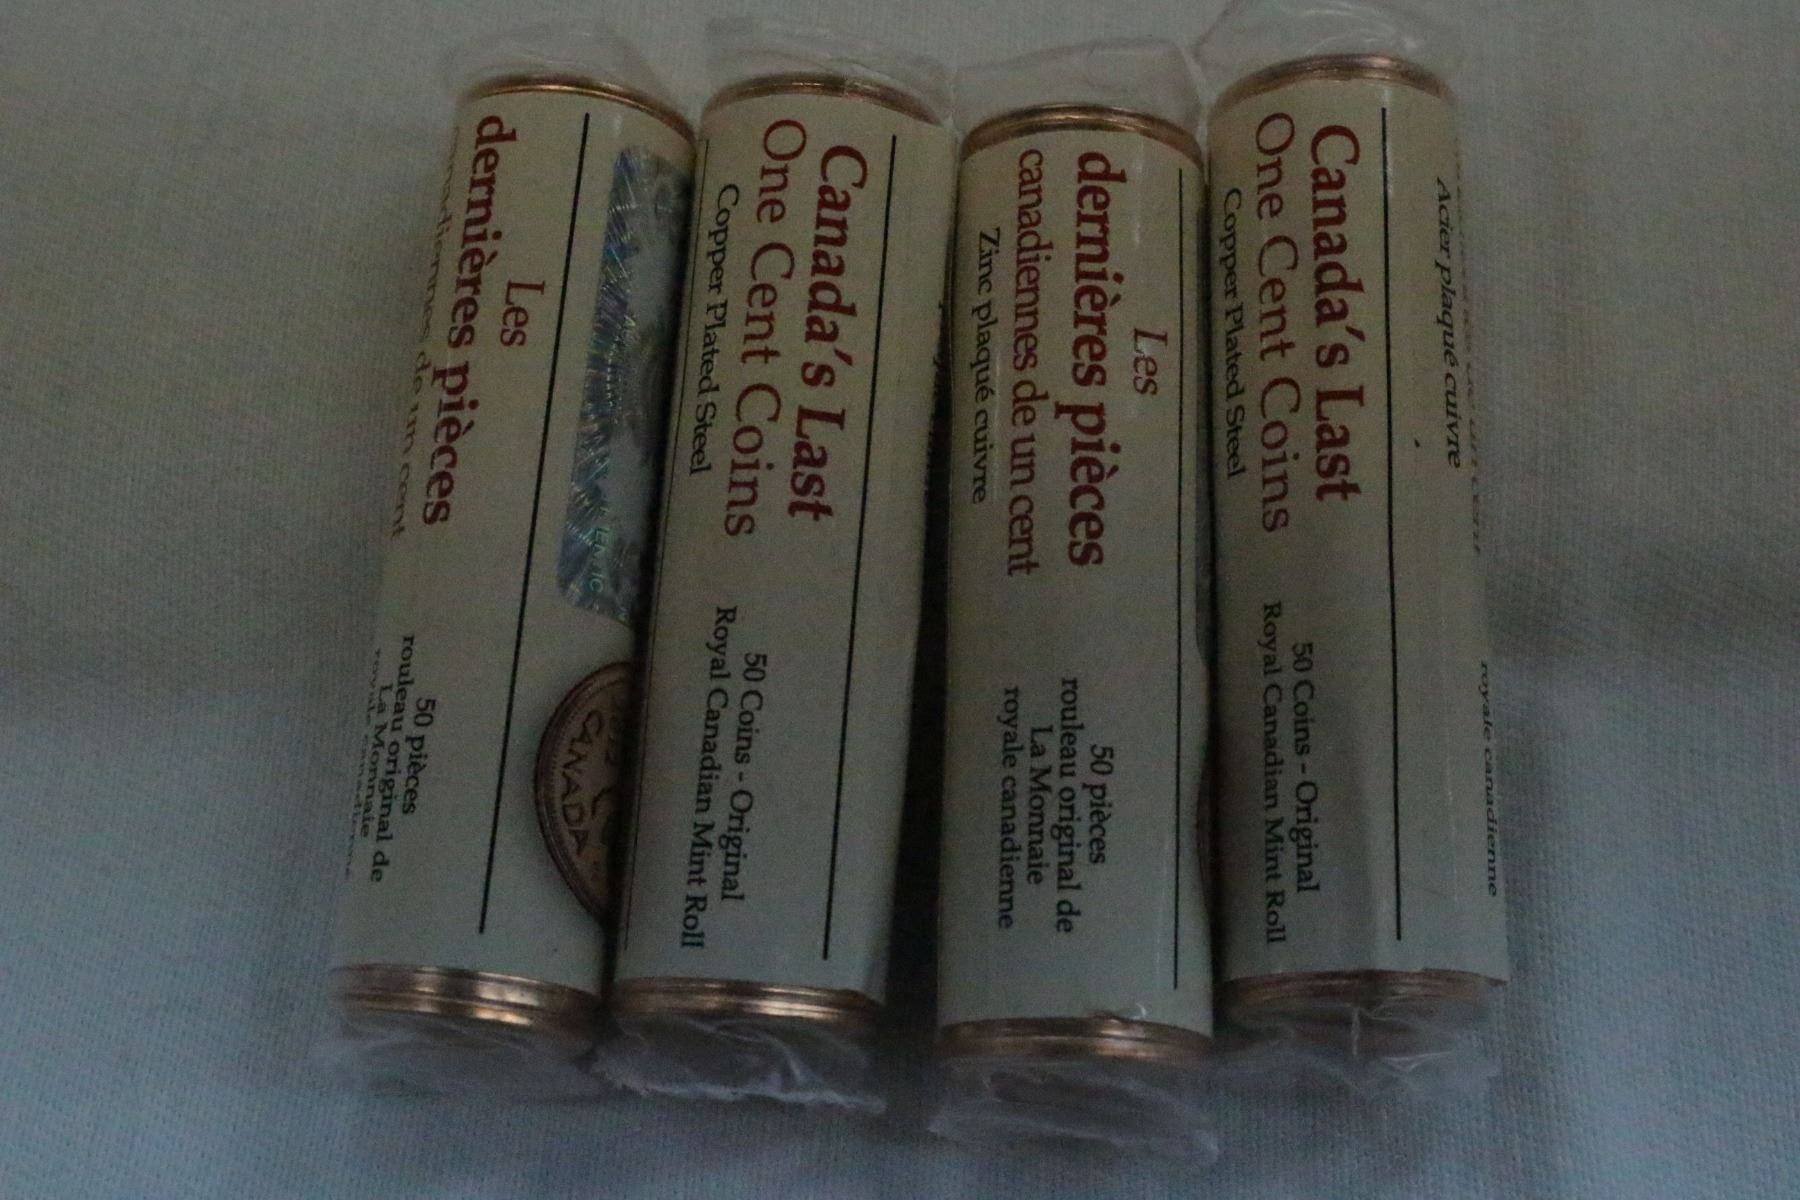 Les
dernières pièces
canadiennes de un cent
50 pièces
rouleau original de
La Monnaie
royale canadienne
CANADA
Canada's Last
One Cent Coins
Copper Plated Steel
50 Coins - Original
Royal Canadian Mint Roll
Les
dernières pièces
canadiennes de un cent
Zinc plaqué cuivre
50 pièces
rouleau original de
La Monnaie
royale canadienne
Canada's Last
One Cent Coins
Copper Plated Steel
50 Coins - Original
Royal Canadian Mint Roll
Acier plaqué cuivre
royale canadienne